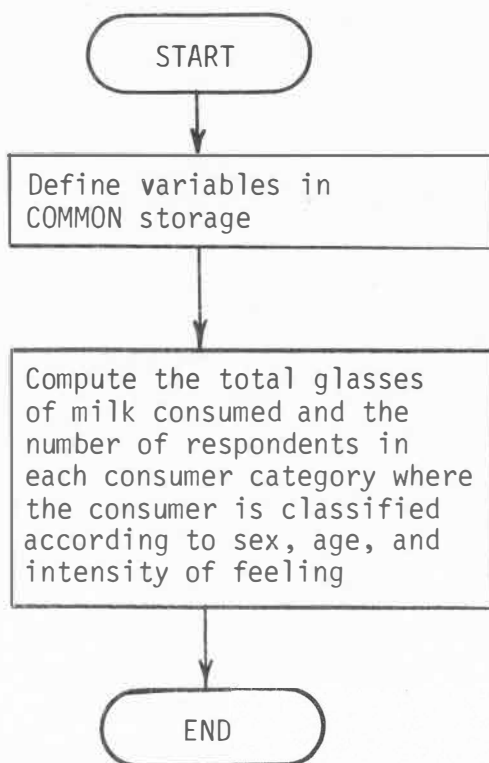 START
Define variables in
COMMON storage
Compute the total glasses
of milk consumed and the
number of respondents in
each consumer category where
the consumer is classified
according to sex, age, and
intensity of feeling
END